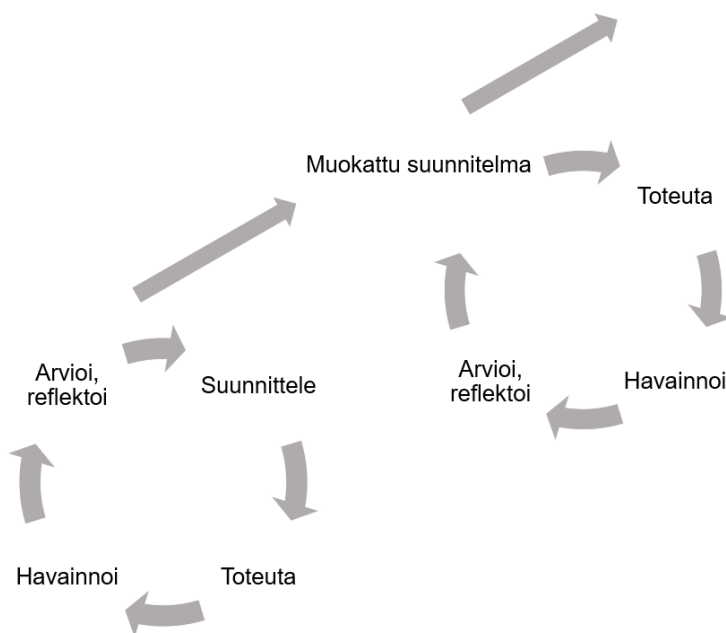 Muokattu suunnitelma
Toteuta
Arvioi,
reflektoi
Suunnittele
Arvioi,
reflektoi
Havainnoi
Havainnoi
Toteuta